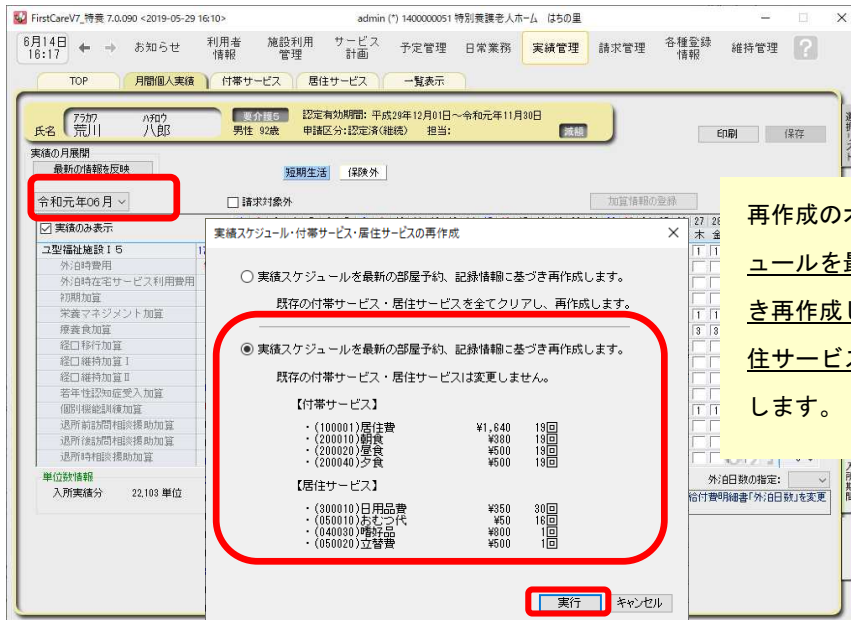 FirstCareV7_特養 7.0.090 <2019-05-29 16:10> admin (*) 1400000051 特別養護老人ホーム はちの里
6月14日 16:17 お知らせ 利用者情報 施設利用管理 サービス計画 予定管理 日常業務 実績管理 請求管理 各種登録情報 維持管理 ?
TOP 月間個人実績 付帯サービス 居住サービス 一覧表示
アラカワ ハチロウ 要介護5 認定有効期間: 平成29年12月01日～令和元年11月30日
氏名 荒川 八郎 男性 92歳 申請区分:認定済(継続) 担当: 減額 印刷 保存
実績の月展開
最新の情報を反映 短期生活 保険外
令和元年06月 請求対象外 加算情報の登録
実績のみ表示
ユ型福祉施設Ⅰ5
外泊時費用
外泊時在宅サービス利用費用
初期加算
栄養マネジメント加算
療養食加算
経口移行加算
経口維持加算Ⅰ
経口維持加算Ⅱ
若年性認知症受入加算
個別機能訓練加算
退所前訪問相談援助加算
退所後訪問相談援助加算
退所時相談援助加算
単位数情報
入所実績分 22,103 単位
実績スケジュール・付帯サービス・居住サービスの再作成
実績スケジュールを最新の部屋予約、記録情報に基づき再作成します。
既存の付帯サービス・居住サービスを全てクリアし、再作成します。
実績スケジュールを最新の部屋予約、記録情報に基づき再作成します。
既存の付帯サービス・居住サービスは変更しません。
【付帯サービス】
・(100001)居住費 ¥1,640 19回
・(200010)朝食 ¥380 19回
・(200020)昼食 ¥500 19回
・(200040)夕食 ¥500 19回
【居住サービス】
・(300010)日用品費 ¥350 30回
・(050010)おむつ代 ¥50 16回
・(040030)嗜好品 ¥800 1回
・(050020)立替費 ¥500 1回
実行 キャンセル
27
木 金
外泊日数の指定:
給付費明細書「外泊日数」を変更
再作成の
ュールを
き再作成
住サービ
します。